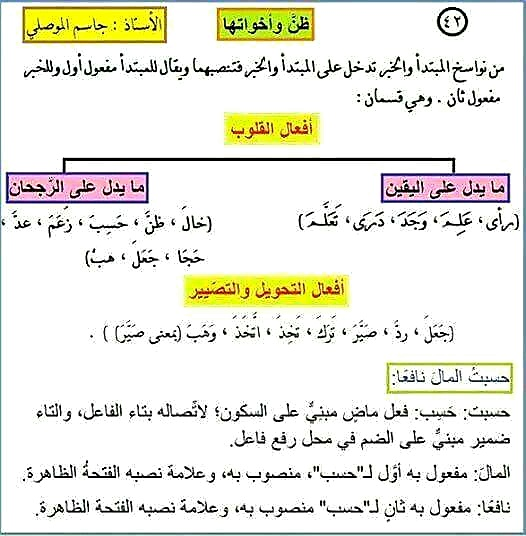 ٤٢
ظنَّ وأخواتها
الأستاذ : جاسم الموصلي
من نواسخ المبتدأ والخبر تدخل على المبتدأ والخبر فتنصبهما ويقال للمبتدأ مفعول أول وللخبر
مفعول ثان . وهي قسمان :
أفعال القلوب
ما يدل على اليقين
ما يدل على الرَّجحان
(رأى، عَلِمَ، وَجَدَ، دَرَى، تَعَلَّمَ)
(خالَ ، ظنَّ ، حَسِبَ ، زَعَمَ ، عدَّ ،
حَجَا ، جَعَلَ ، هبْ)
أفعال التحويل والتصيير
(جَعَلَ ، ردَّ ، صَيَّرَ ، تَرَكَ ، تَخِذَ ، اتَّخَذَ ، وَهَبَ (بمعنى صَيَّرَ) ) .
حسبتُ المالَ نافعًا:
حسبت: حَسِب: فعل ماضٍ مبنيٌّ على السكون؛ لاتِّصاله بتاء الفاعل، والتاء
ضمير مبنيٌّ على الضم في محل رفع فاعل.
المالَ: مفعول به أوَّل لـ"حسب"، منصوب به، وعلامة نصبه الفتحةُ الظاهرة.
نافعًا: مفعول به ثانٍ لـ"حسب" منصوب به، وعلامة نصبه الفتحة الظاهرة.